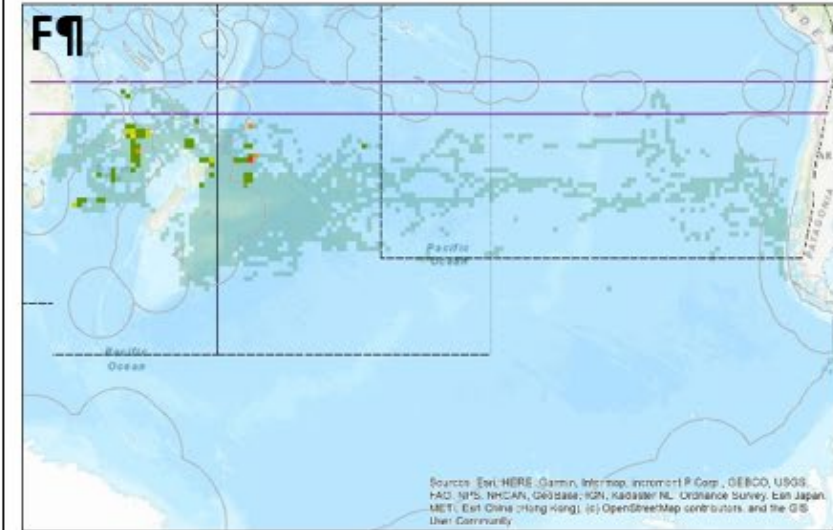 F¶
Pacific
Ocean
Pacific
Ocean
PATAGONIA
Sources: Esri, HERE, Garmin, Intermap, increment P Corp., GEBCO, USGS,
FAO, NPS, NRCAN, GeoBase, IGN, Kadaster NL, Ordnance Survey, Esri Japan,
METI, Esri China (Hong Kong), (c) OpenStreetMap contributors, and the GIS
User Community